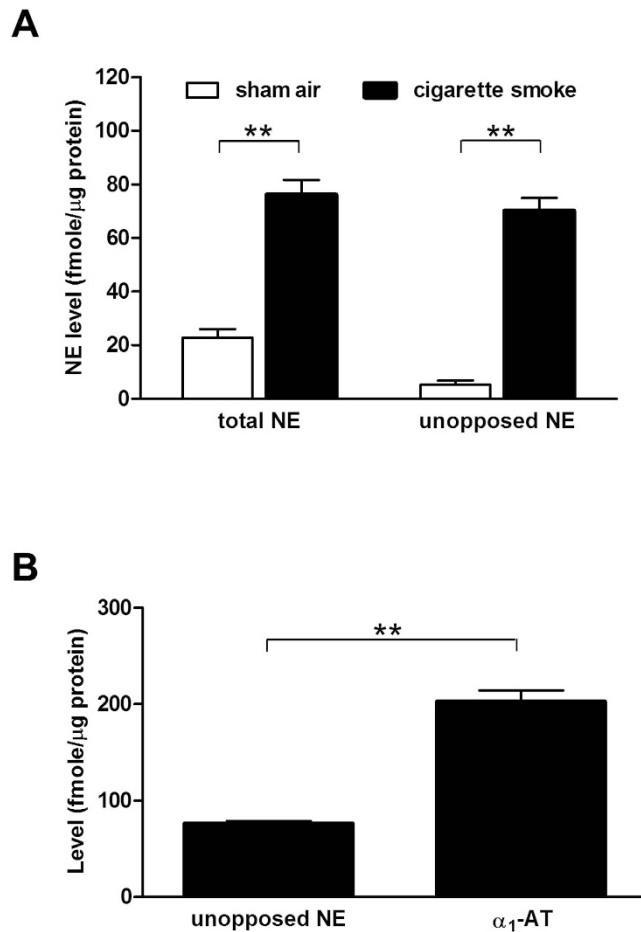 A
sham air cigarette smoke
** **
NE level (fmole/μg protein)
120
100
80
60
40
20
0
total NE unopposed NE
B
**
Level (fmole/μg protein)
300
200
100
0
unopposed NE α1-AT